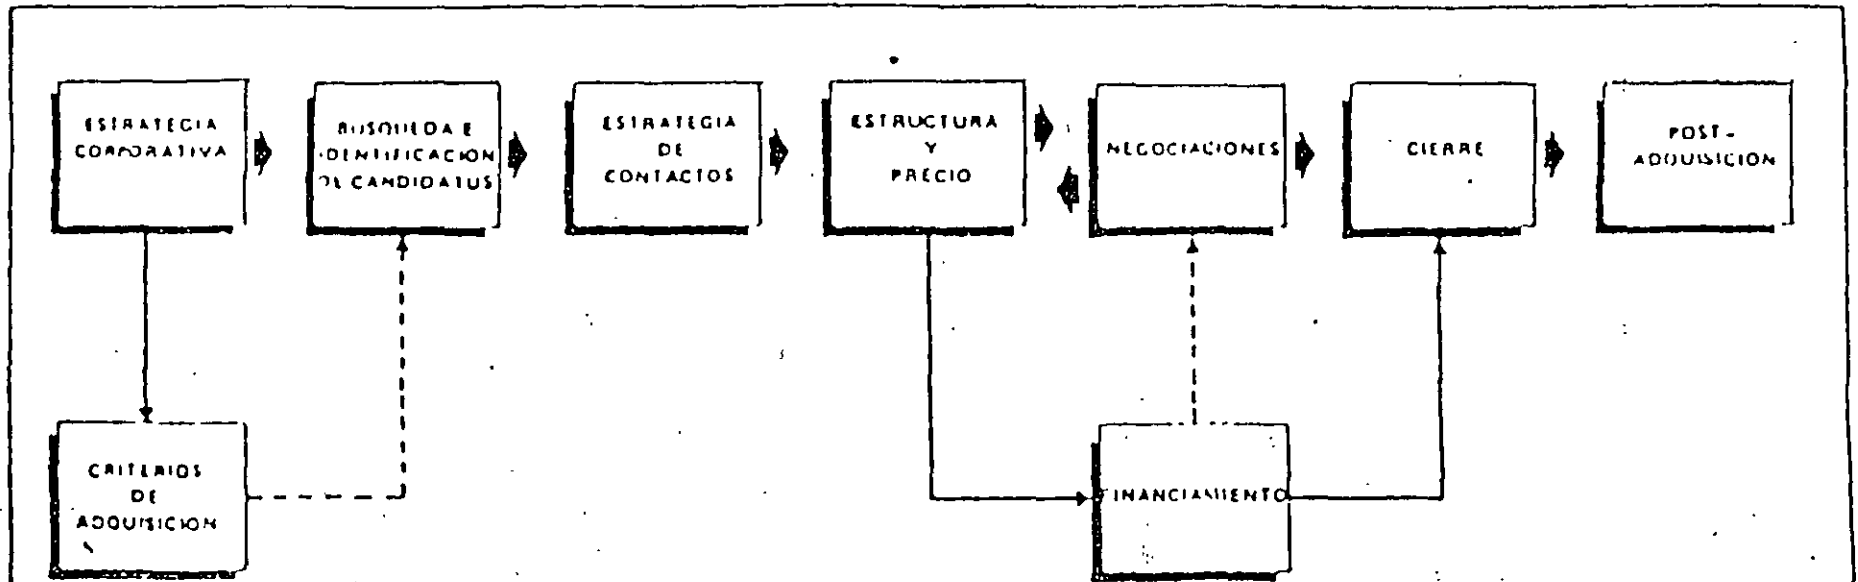 ESTRATEGIA
CORPORATIVA
BUSQUEDA E
IDENTIFICACION
DE CANDIDATOS
ESTRATEGIA
DE
CONTACTOS
ESTRUCTURA
Y
PRECIO
NEGOCIACIONES
CIERRE
POST-
ADQUISICION
CRITERIOS
DE
ADQUISICION
FINANCIAMIENTO